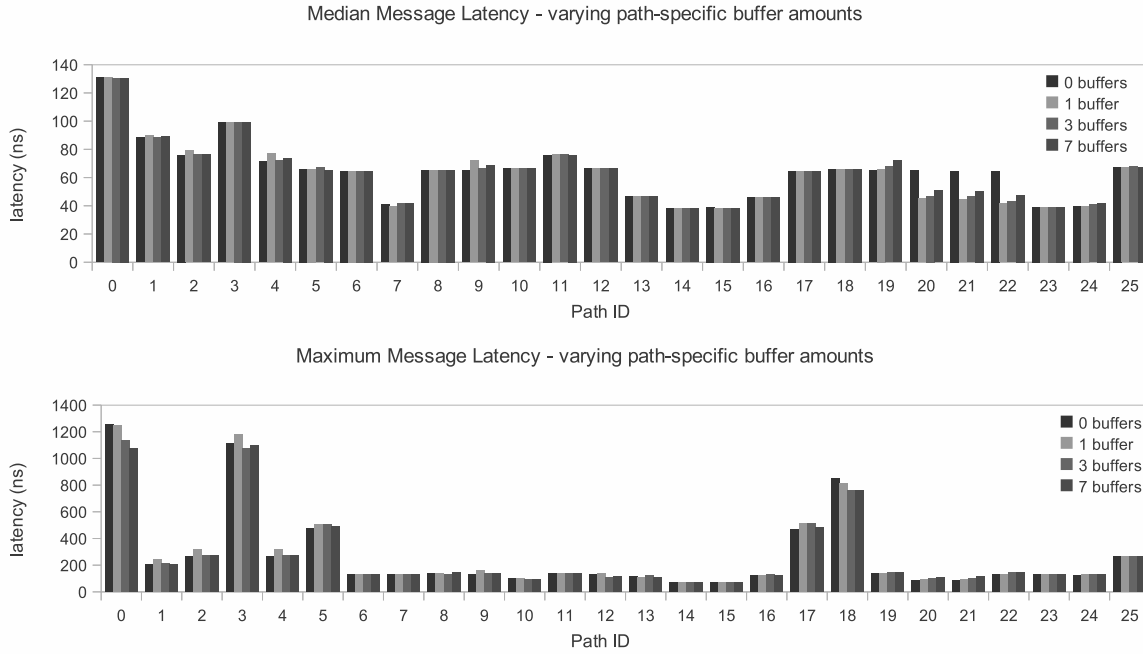 Median Message Latency - varying path-specific buffer amounts
140
120
100
80
60
40
20
0
latency (ns)
0 buffers
1 buffer
3 buffers
7 buffers
0 1 2 3 4 5 6 7 8 9 10 11 12 13 14 15 16 17 18 19 20 21 22 23 24 25
Path ID
Maximum Message Latency - varying path-specific buffer amounts
1400
1200
1000
800
600
400
200
0
latency (ns)
0 buffers
1 buffer
3 buffers
7 buffers
0 1 2 3 4 5 6 7 8 9 10 11 12 13 14 15 16 17 18 19 20 21 22 23 24 25
Path ID